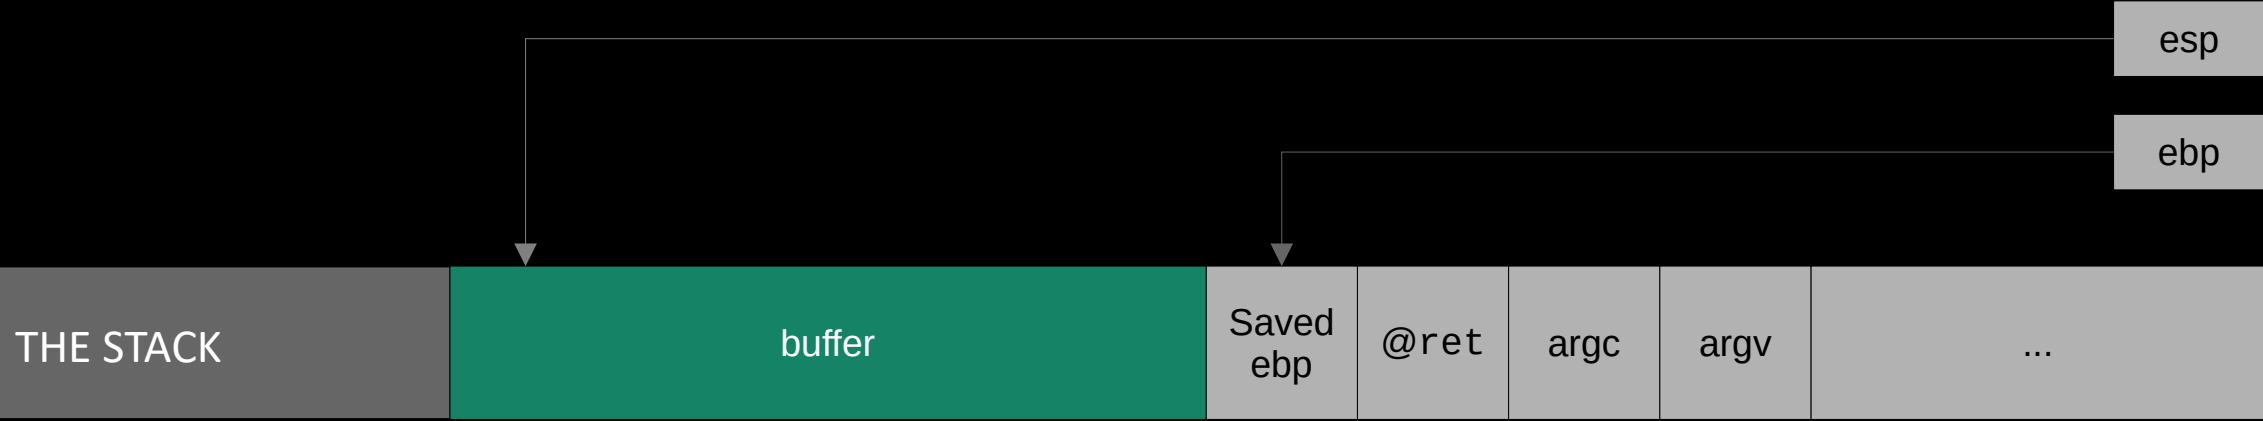 esp
ebp
THE STACK
buffer
Saved
ebp
@ret
argc
argv
...